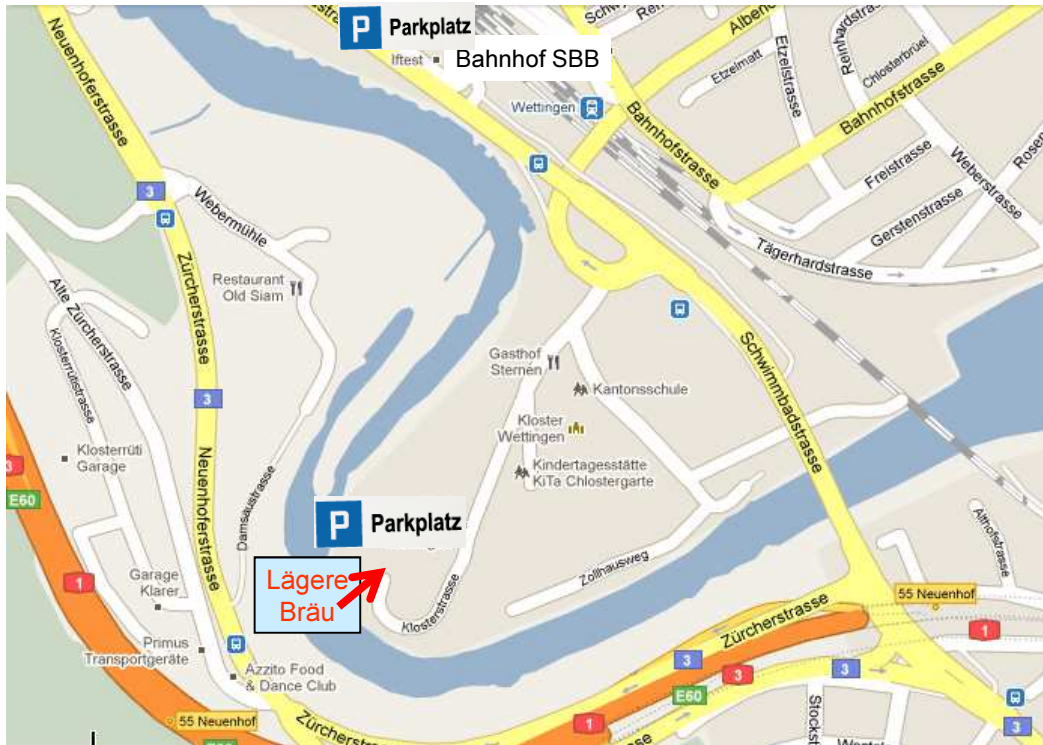 P Parkplatz
Iftest
Bahnhof SBB
Wettingen
Neuenhoferstrasse
Etzelmatt
Etzelstrasse
Reinhardstrasse
Chlosterbrüel
Bahnhofstrasse
Bahnhofstrasse
Freistrasse
Weberstrasse
Gerstenstrasse
Tägerhardstrasse
3
Webermühle
Zürcherstrasse
Restaurant
Old Siam
Alte Zürcherstrasse
Klosterrütistrasse
Gasthof
Sternen
Kantonsschule
Schwimmbadstrasse
3
Kloster
Wettingen
Klosterrüti
Garage
Neuenhoferstrasse
Damsaustrasse
Kindertagesstätte
KiTa Chlostergarte
3
E60
P Parkplatz
Althofstrasse
Zollhausweg
Lägere
Bräu
1
Garage
Klarer
Klosterstrasse
55 Neuenhof
Zürcherstrasse
1
Primus
Transportgeräte
3
3
3
Azzito Food
& Dance Club
E60
55 Neuenhof
1
3